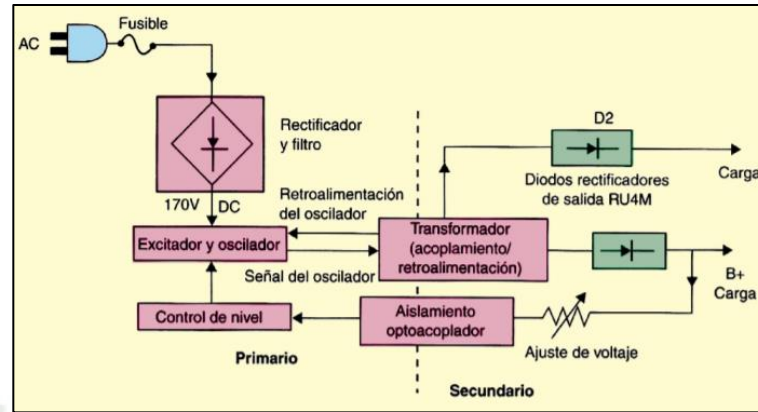 Fusible
AC
D2
Rectificador
y filtro
Carga
Diodos rectificadores
de salida RU4M
170V DC
Retroalimentación
del oscilador
Transformador
(acoplamiento/
retroalimentación)
Excitador y oscilador
Señal del oscilador
B+
Carga
Control de nivel
Aislamiento
optoacoplador
Ajuste de voltaje
Primario
Secundario